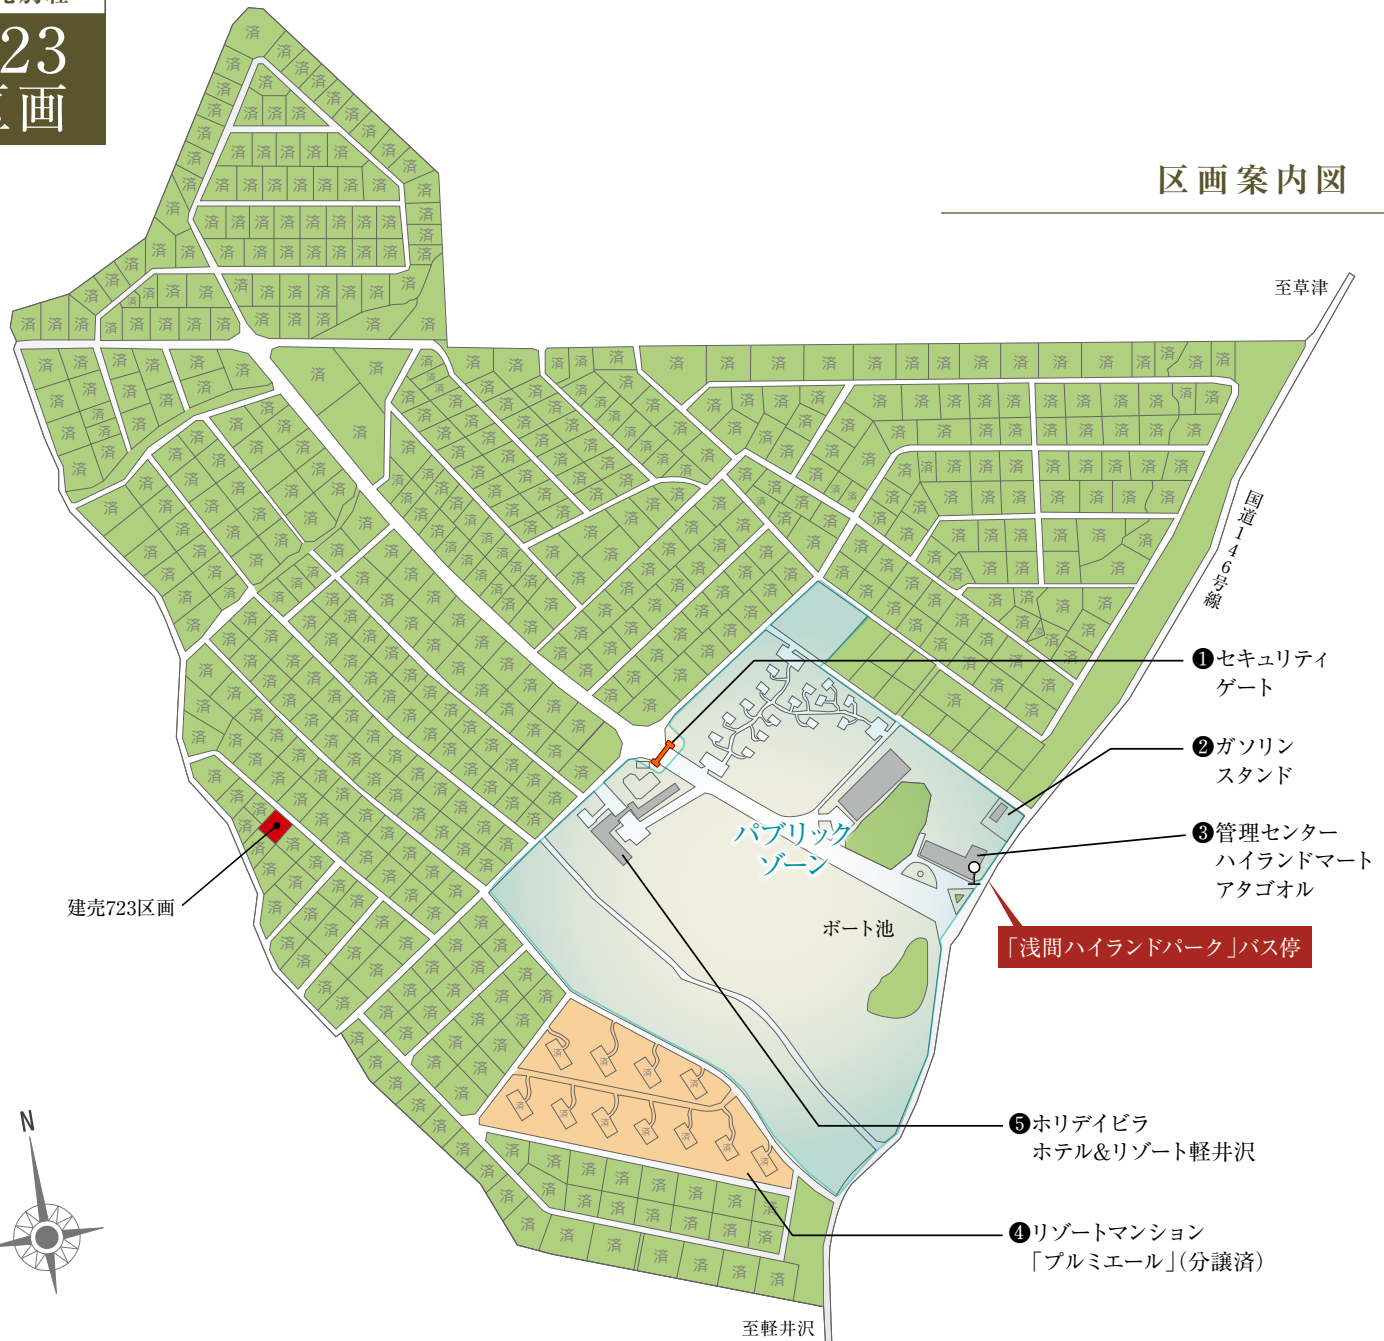 23
区画
区画案内図
至草津
国道146号線
❶セキュリティ
ゲート
❷ガソリン
スタンド
❸管理センター
ハイランドマート
アタゴオル
パブリック
ゾーン
建売723区画
ボート池
「浅間ハイランドパーク」バス停
❺ホリデイビラ
ホテル&リゾート軽井沢
❹リゾートマンション
「プルミエール」(分譲済)
N
至軽井沢
済